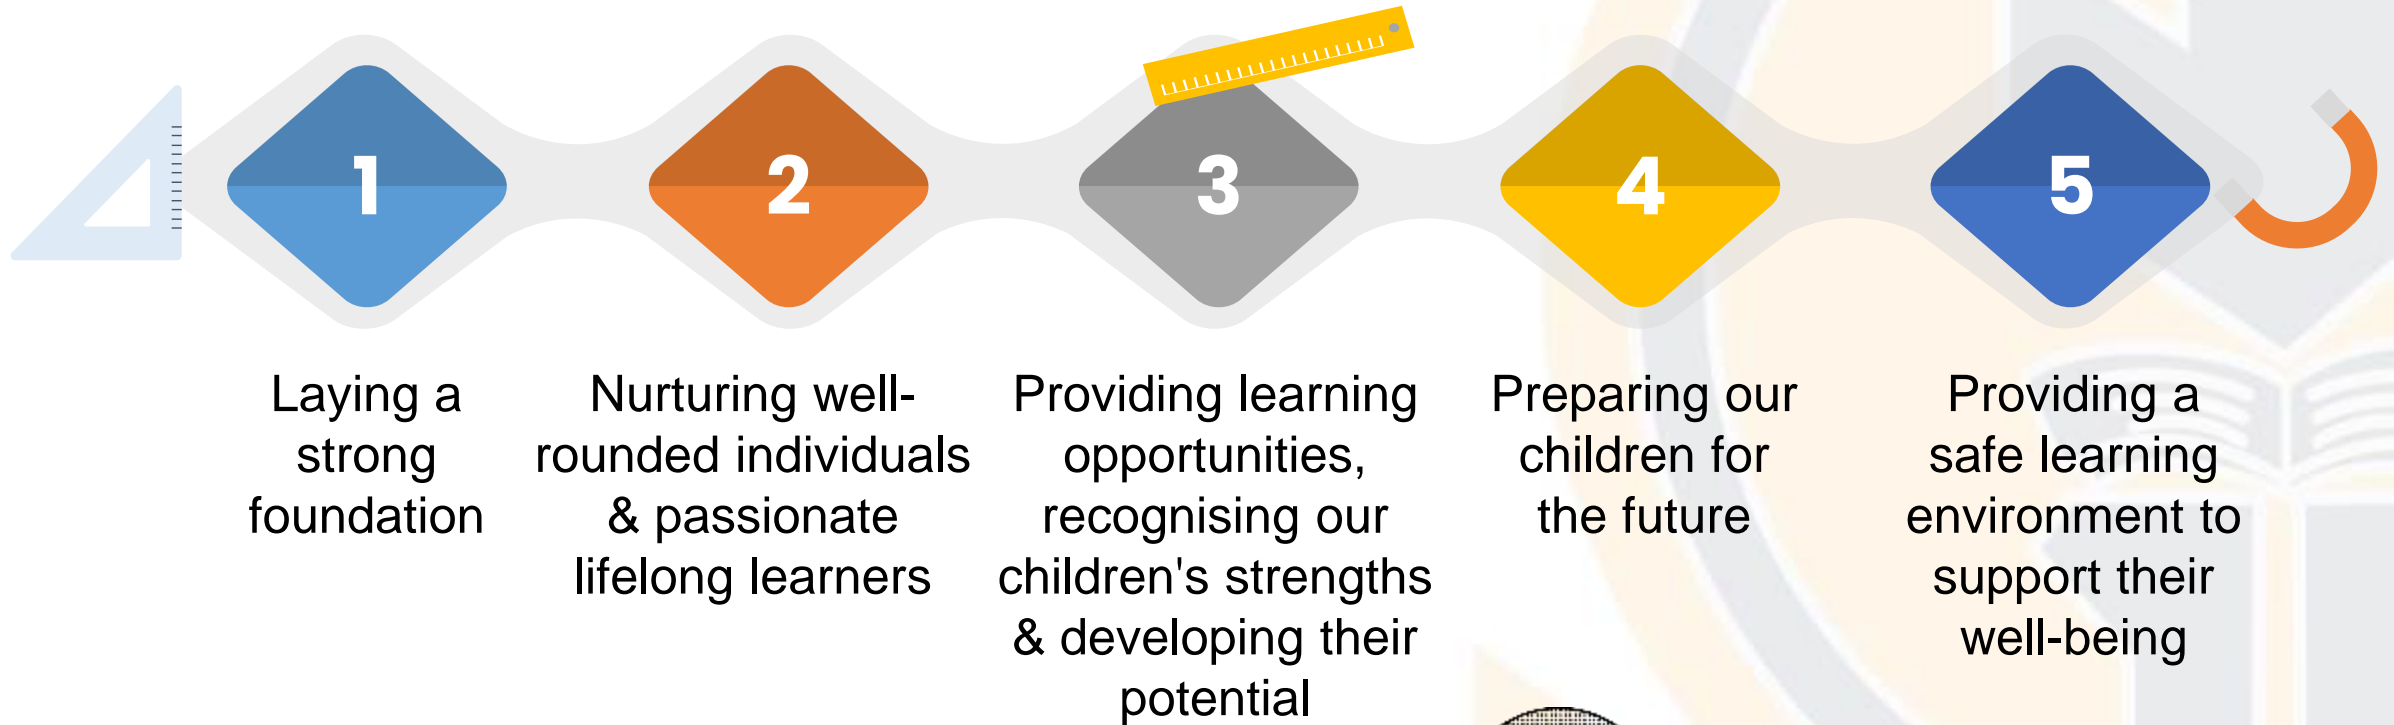 1
Laying a
strong
foundation
2
Nurturing well-
rounded individuals
& passionate
lifelong learners
3
Providing learning
opportunities,
recognising our
children's strengths
& developing their
potential
4
Preparing our
children for
the future
5
Providing a
safe learning
environment to
support their
well-being